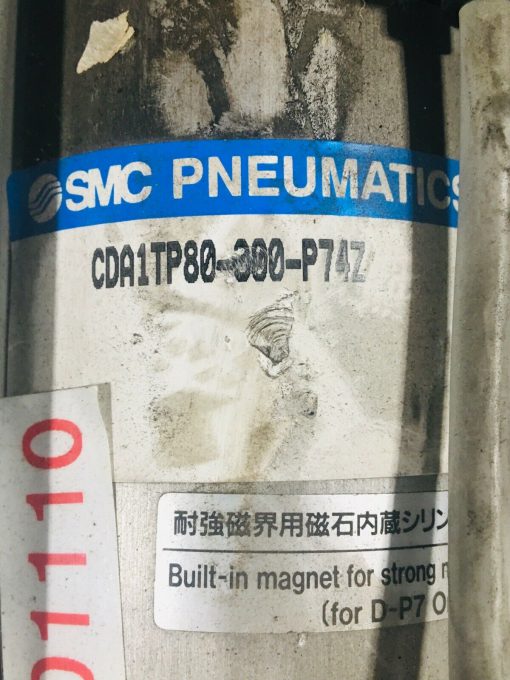 SMC PNEUMATICS
CDA1TP80-300-P74Z
耐強磁界用磁石内蔵シリン
Built-in magnet for strong
(for D-P7
01110